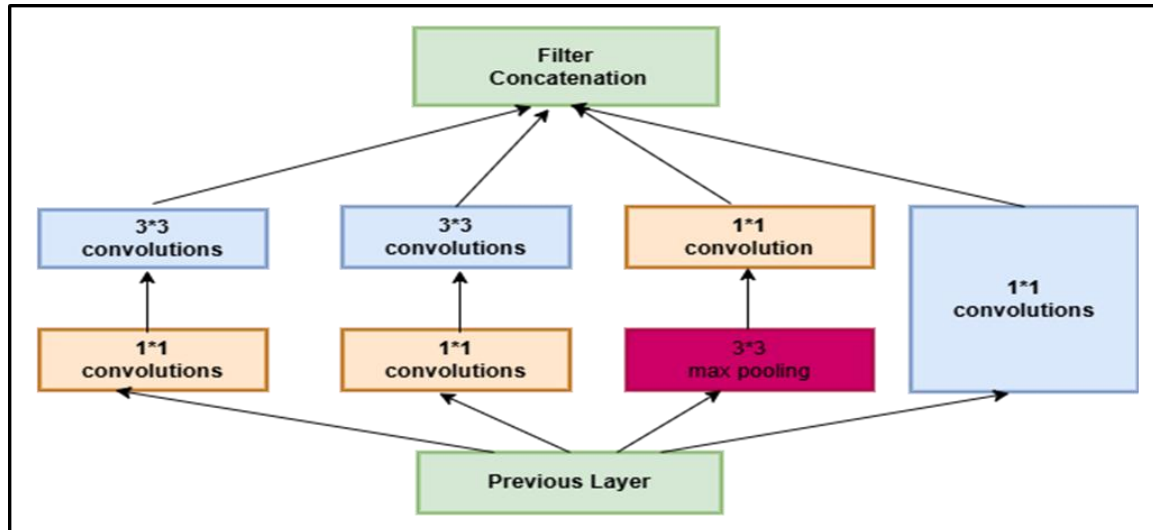 Filter
Concatenation
3*3
convolutions
3*3
convolutions
1*1
convolution
1*1
convolutions
1*1
convolutions
1*1
convolutions
3*3
max pooling
Previous Layer